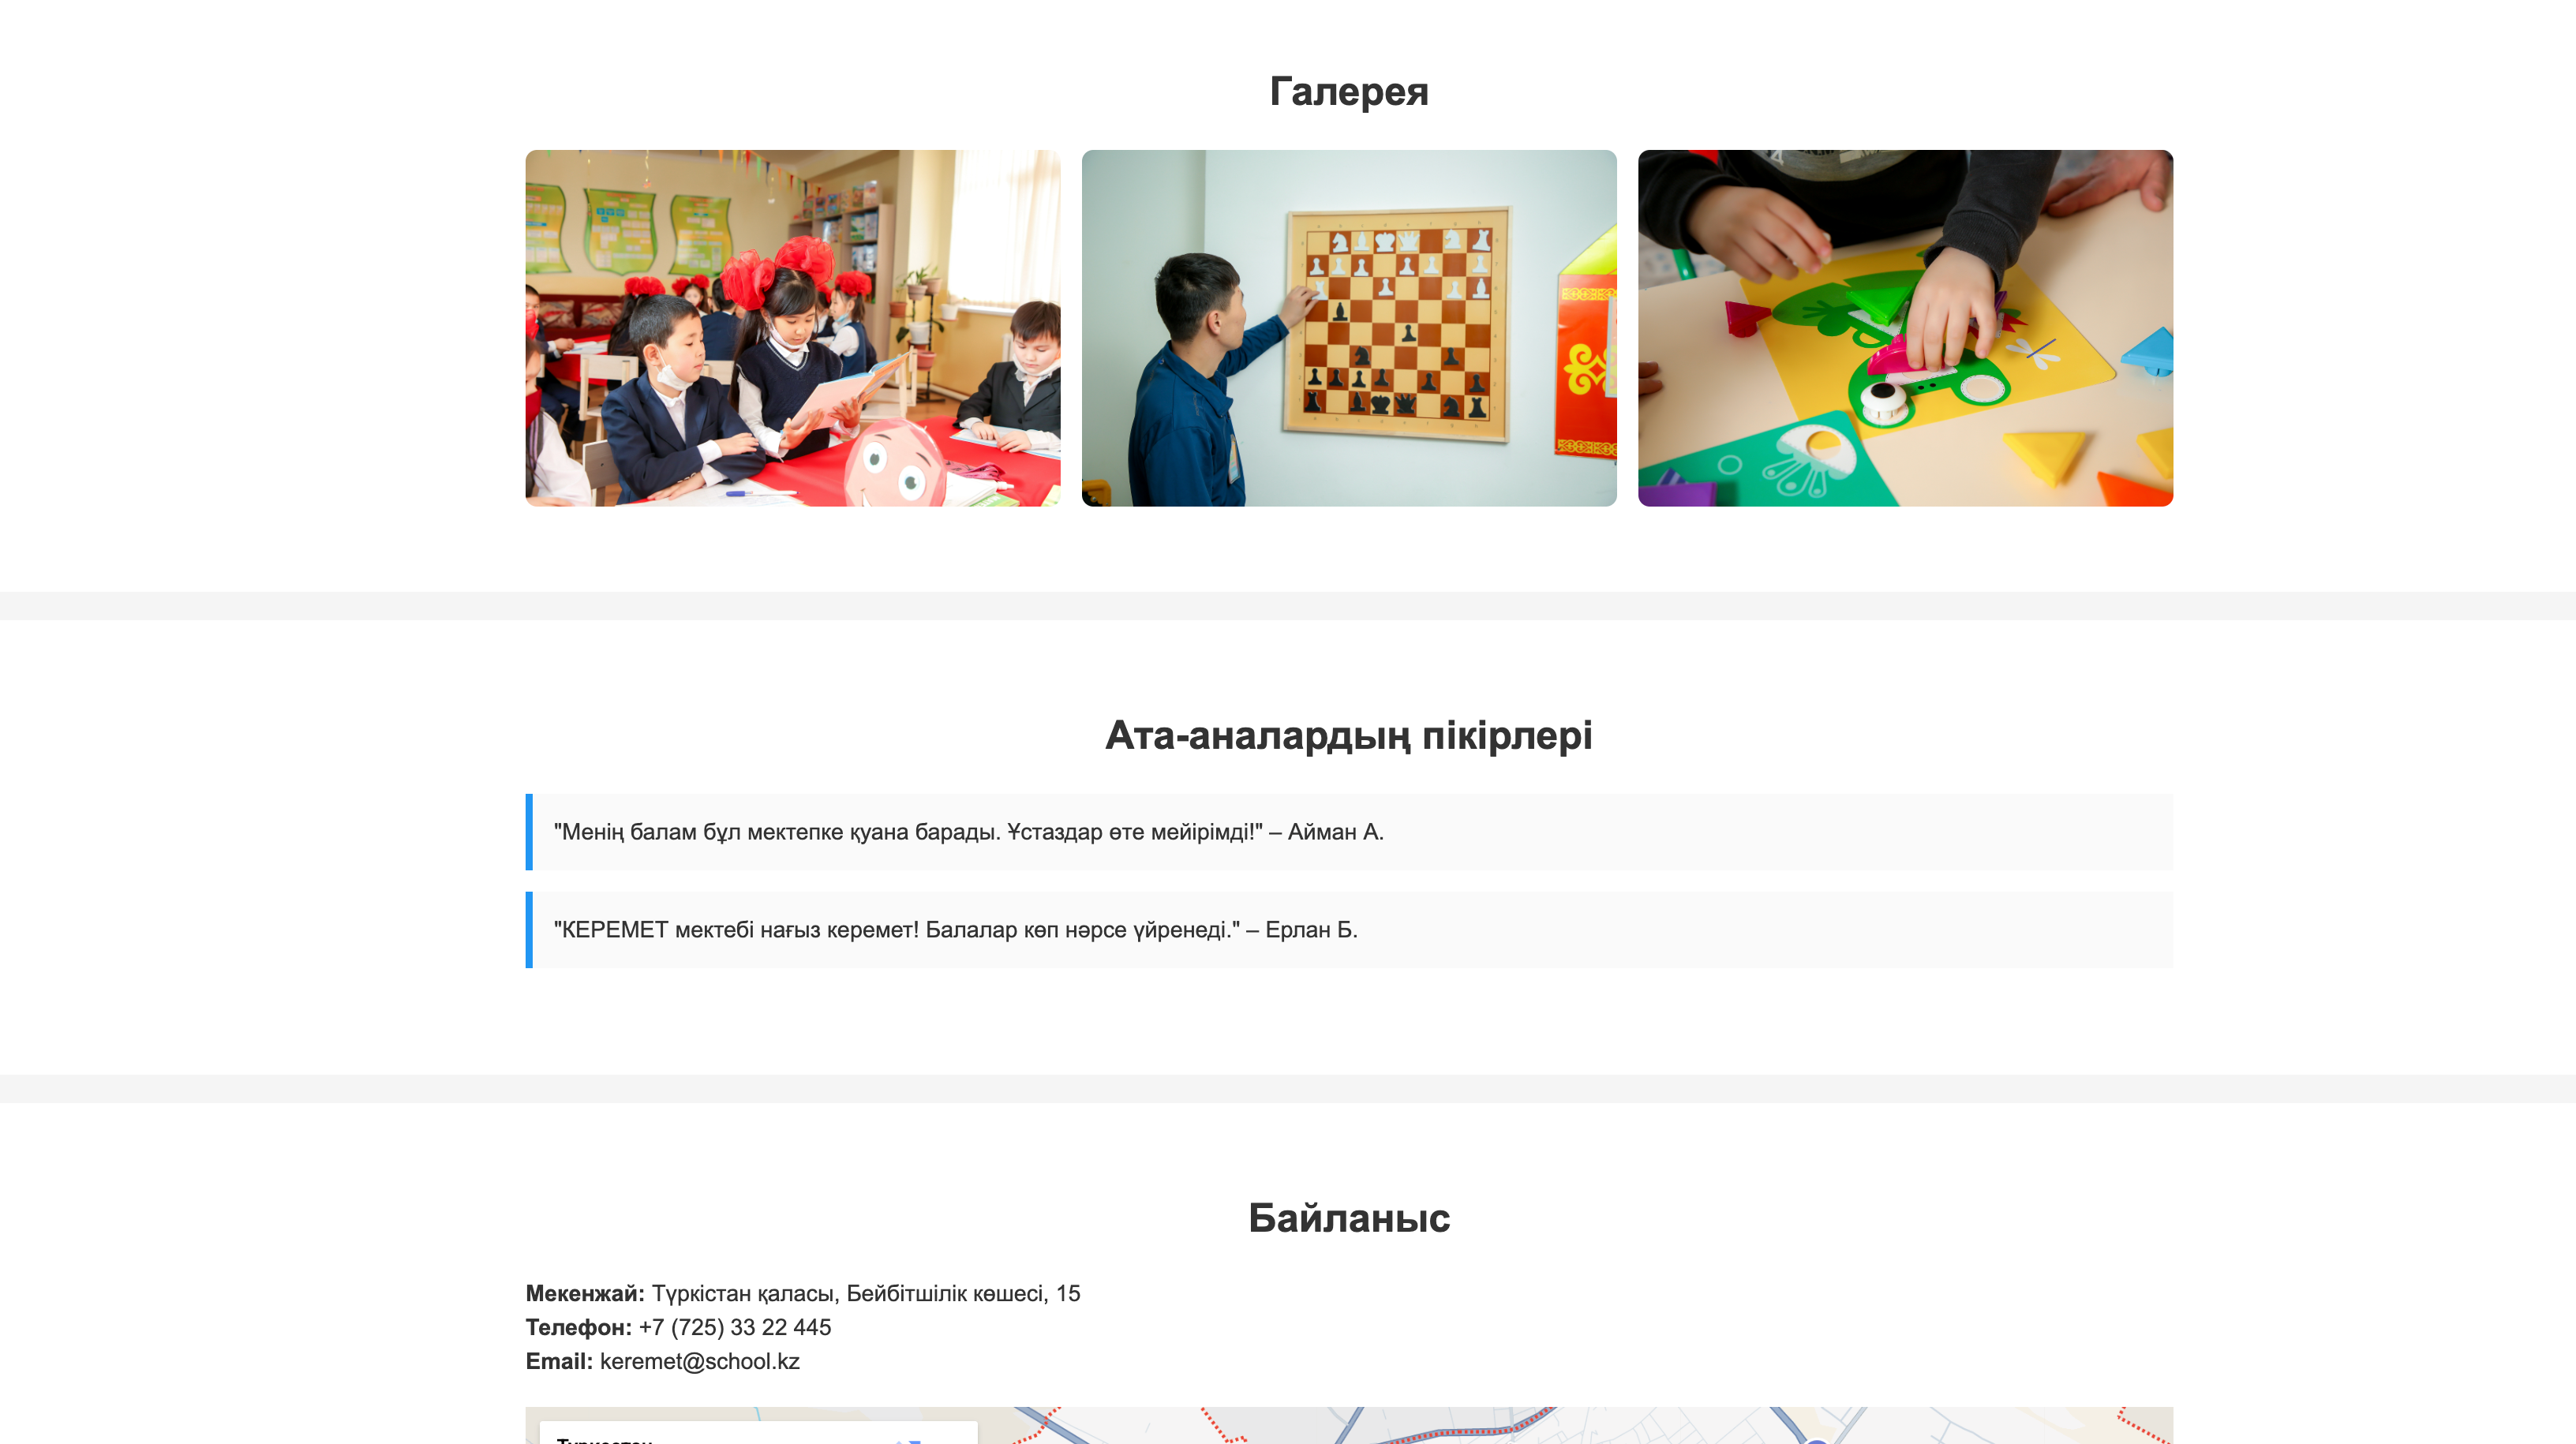 Галерея
Ата-аналардың пікірлері
"Менің балам бұл мектепке қуана барады. Ұстаздар өте мейірімді!" – Айман А.
"КЕРЕМЕТ мектебі нағыз керемет! Балалар көп нәрсе үйренеді." – Ерлан Б.
Байланыс
Мекенжай: Түркістан қаласы, Бейбітшілік көшесі, 15
Телефон: +7 (725) 33 22 445
Email: keremet@school.kz